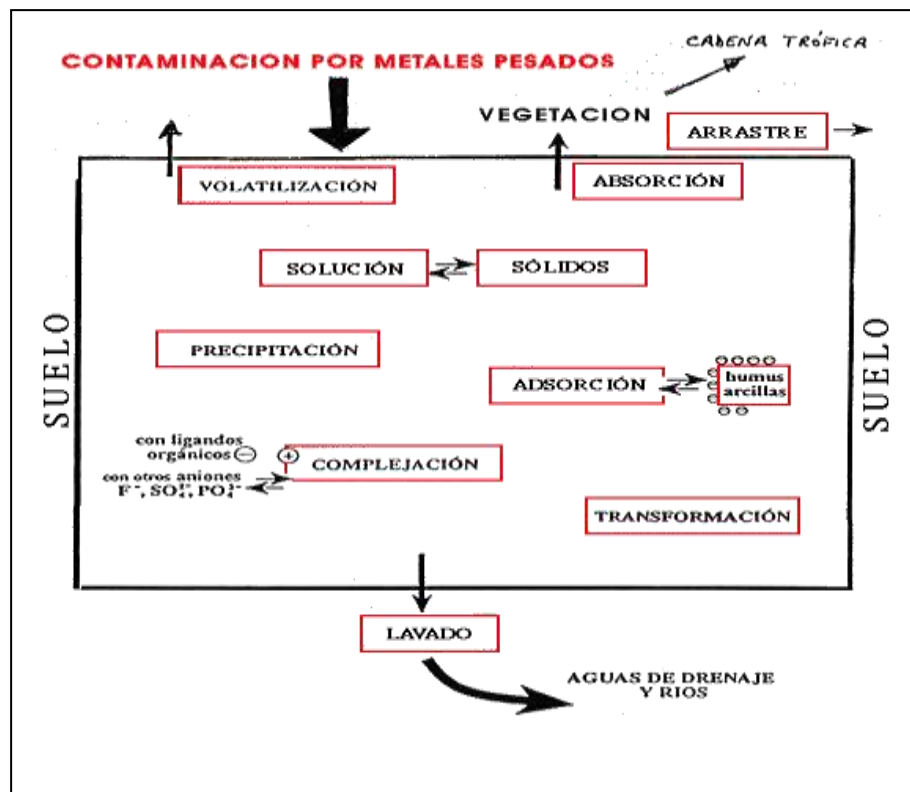 CADENA TRÓFICA
CONTAMINACION POR METALES PESADOS
VEGETACION
ARRASTRE
VOLATILIZACIÓN
ABSORCIÓN
SOLUCIÓN
SÓLIDOS
SUELO
SUELO
PRECIPITACIÓN
ADSORCIÓN
humus
arcillas
con ligandos
orgánicos ⊖
⊕
COMPLEJACIÓN
con otros aniones
F⁻, SO₄²⁻, PO₄³⁻
TRANSFORMACIÓN
LAVADO
AGUAS DE DRENAJE
Y RIOS